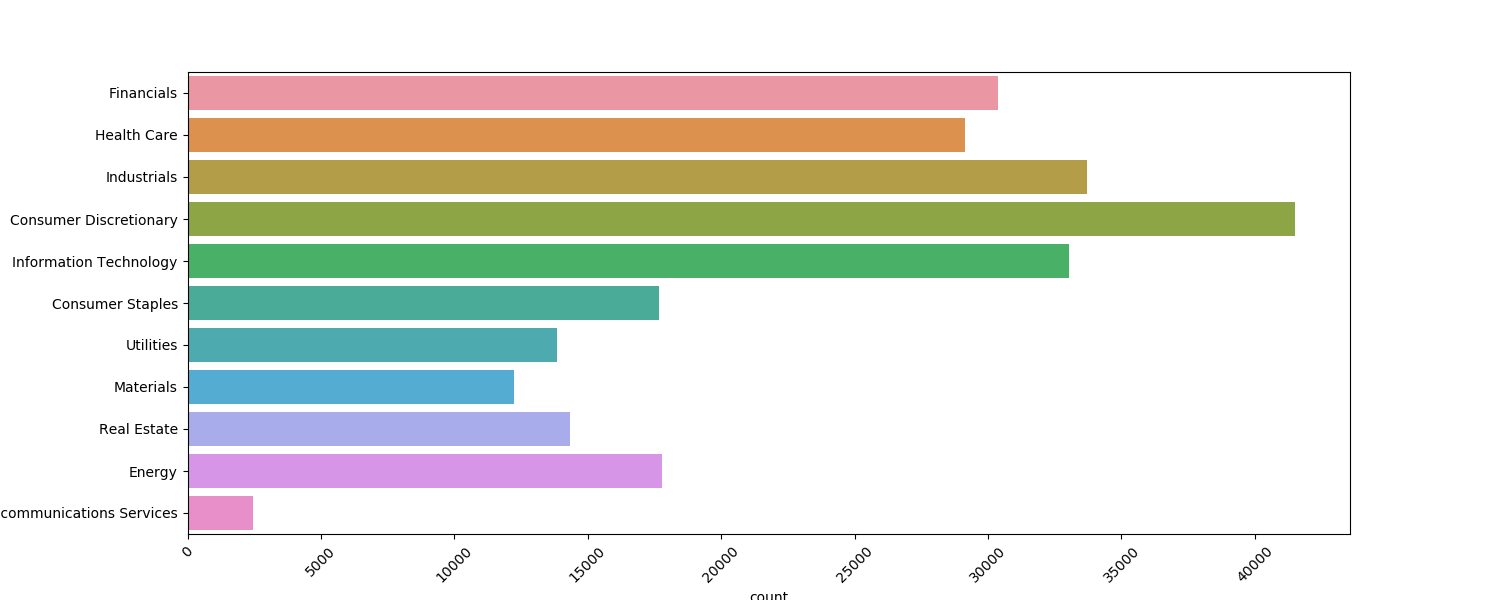 Financials
Health Care
Industrials
Consumer Discretionary
Information Technology
Consumer Staples
Utilities
Materials
Real Estate
Energy
communications Services
0
5000
10000
15000
20000
25000
30000
35000
40000
count